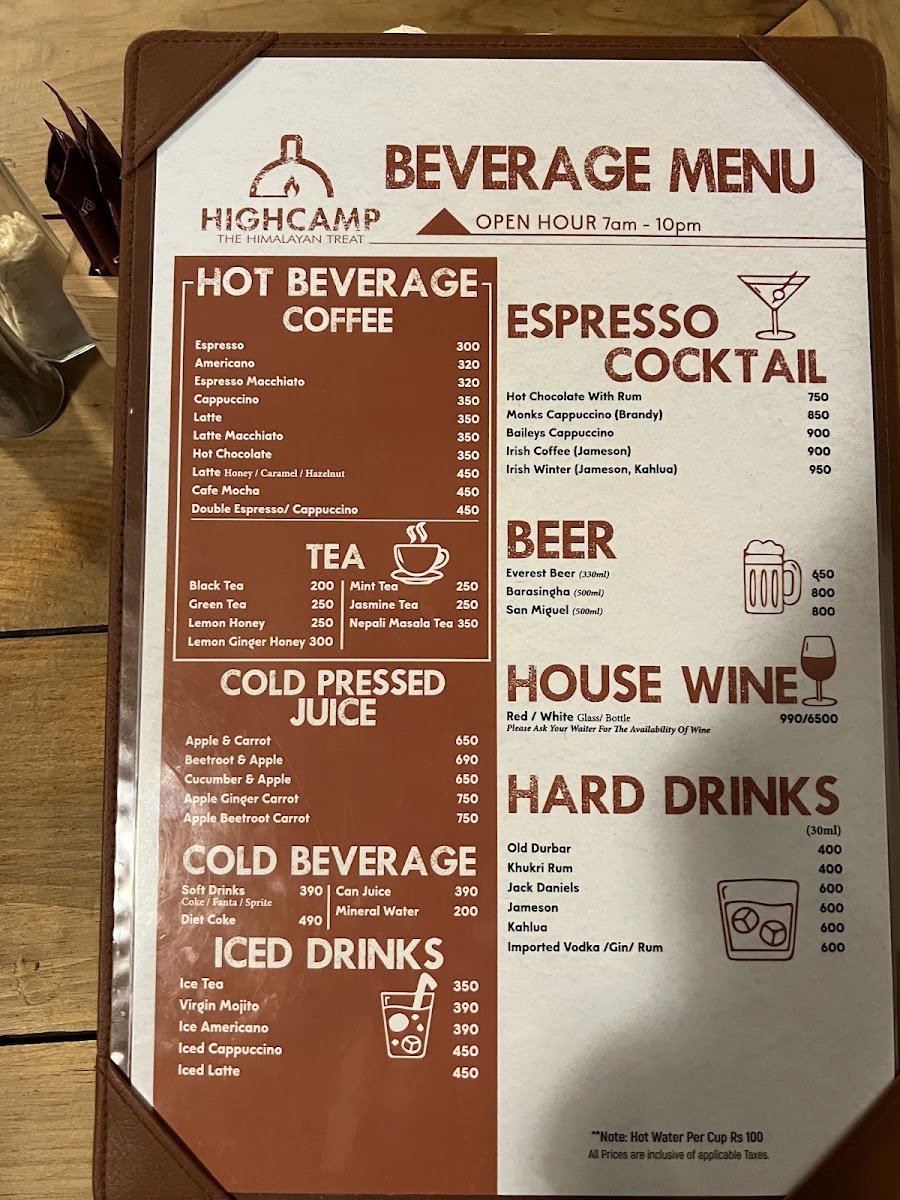 HIGHCAMP
THE HIMALAYAN TREAT
BEVERAGE MENU
OPEN HOUR 7am - 10pm
HOT BEVERAGE
COFFEE
Espresso 300
Americano 320
Espresso Macchiato 320
Cappuccino 350
Latte 350
Latte Macchiato 350
Hot Chocolate 350
Latte Honey / Caramel / Hazelnut 450
Cafe Mocha 450
Double Espresso/ Cappuccino 450
TEA
Black Tea 200
Green Tea 250
Lemon Honey 250
Lemon Ginger Honey 300
Mint Tea 250
Jasmine Tea 250
Nepali Masala Tea 350
COLD PRESSED
JUICE
Apple & Carrot 650
Beetroot & Apple 690
Cucumber & Apple 650
Apple Ginger Carrot 750
Apple Beetroot Carrot 750
COLD BEVERAGE
Soft Drinks 390
Coke / Fanta / Sprite
Diet Coke 490
Can Juice 390
Mineral Water 200
ICED DRINKS
Ice Tea 350
Virgin Mojito 390
Ice Americano 390
Iced Cappuccino 450
Iced Latte 450
ESPRESSO
COCKTAIL
Hot Chocolate With Rum 750
Monks Cappuccino (Brandy) 850
Baileys Cappuccino 900
Irish Coffee (Jameson) 900
Irish Winter (Jameson, Kahlua) 950
BEER
Everest Beer (330ml) 650
Barasingha (500ml) 800
San Miguel (500ml) 800
HOUSE WINE
Red / White Glass/ Bottle 990/6500
Please Ask Your Waiter For The Availability Of Wine
HARD DRINKS
(30ml)
Old Durbar 400
Khukri Rum 400
Jack Daniels 600
Jameson 600
Kahlua 600
Imported Vodka /Gin/ Rum 600
**Note: Hot Water Per Cup Rs 100
All Prices are inclusive of applicable Taxes.